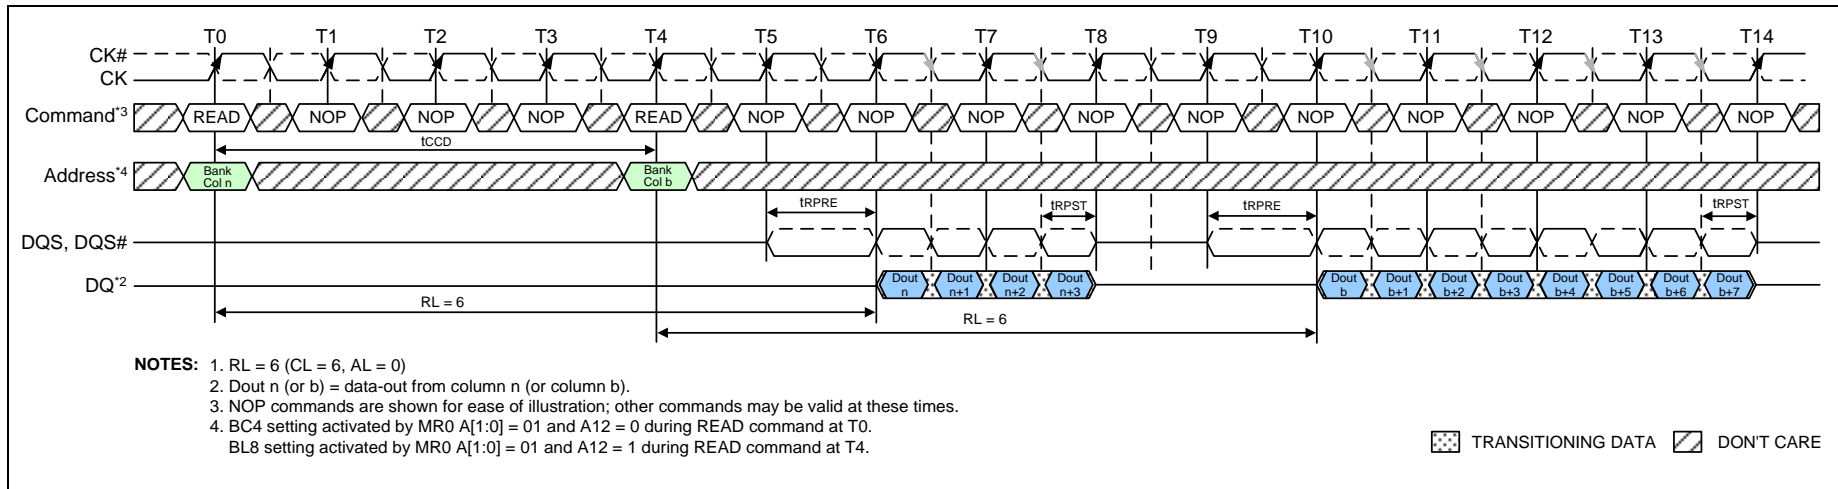 T0 T1 T2 T3 T4 T5 T6 T7 T8 T9 T10 T11 T12 T13 T14
CK#
CK
Command*3 READ NOP NOP NOP READ NOP NOP NOP NOP NOP NOP NOP NOP NOP NOP
tCCD
Address*4 Bank Col n Bank Col b
tRPRE tRPST tRPRE tRPST
DQS, DQS#
DQ*2 Dout n Dout n+1 Dout n+2 Dout n+3 Dout b Dout b+1 Dout b+2 Dout b+3 Dout b+4 Dout b+5 Dout b+6 Dout b+7
RL = 6
RL = 6
NOTES: 1. RL = 6 (CL = 6, AL = 0)
2. Dout n (or b) = data-out from column n (or column b).
3. NOP commands are shown for ease of illustration; other commands may be valid at these times.
4. BC4 setting activated by MR0 A[1:0] = 01 and A12 = 0 during READ command at T0.
BL8 setting activated by MR0 A[1:0] = 01 and A12 = 1 during READ command at T4.
TRANSITIONING DATA DON'T CARE